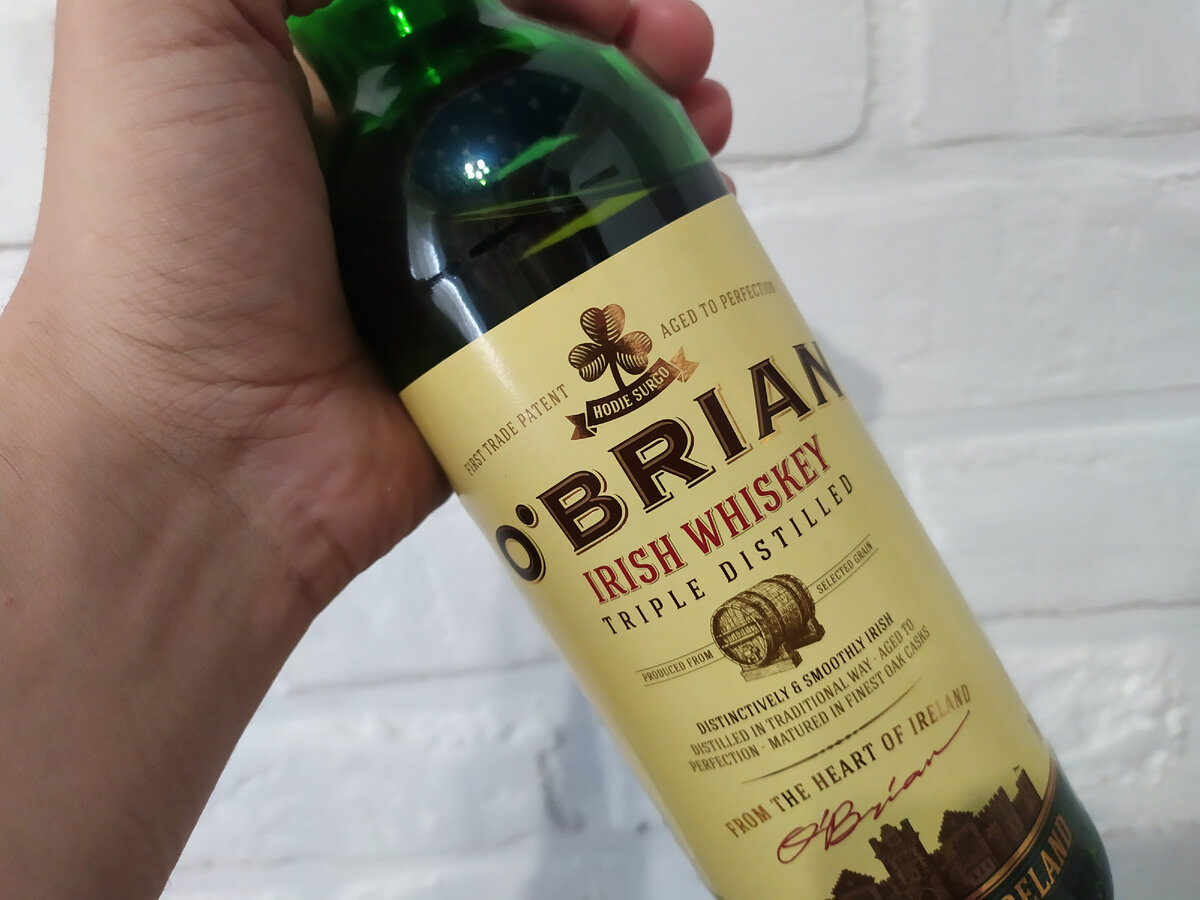 FIRST TRADE PATENT
AGED TO PERFECTION
HODIE SURGO
O'BRIAN
IRISH WHISKEY
TRIPLE DISTILLED
PRODUCED FROM
SELECTED GRAIN
DISTINCTIVELY & SMOOTHLY IRISH
DISTILLED IN TRADITIONAL WAY - AGED TO
PERFECTION - MATURED IN FINEST OAK CASKS
FROM THE HEART OF IRELAND
O'Brian